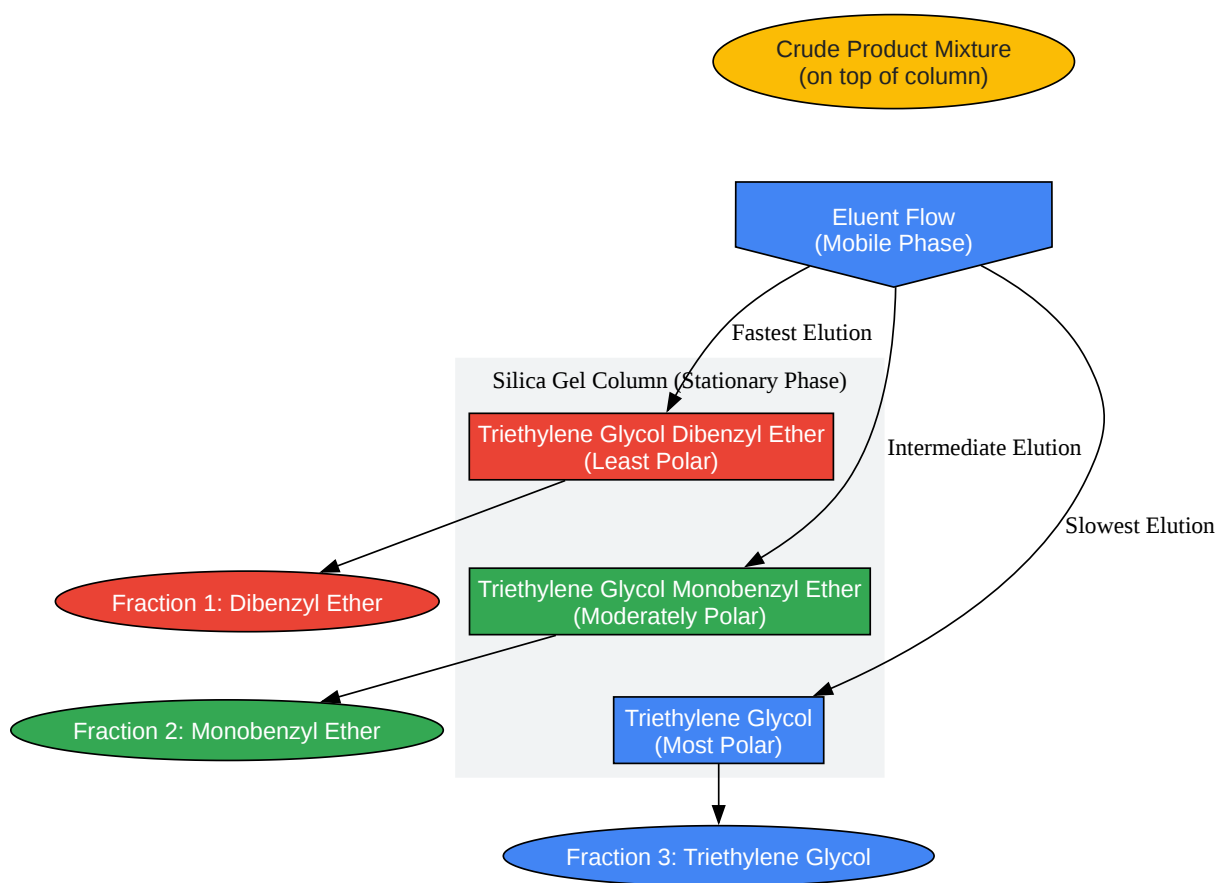 Crude Product Mixture
(on top of column)
Eluent Flow
(Mobile Phase)
Fastest Elution
Silica Gel Column (Stationary Phase)
Triethylene Glycol Dibenzyl Ether
(Least Polar)
Intermediate Elution
Slowest Elution
Fraction 1: Dibenzyl Ether
Triethylene Glycol Monobenzyl Ether
(Moderately Polar)
Fraction 2: Monobenzyl Ether
Triethylene Glycol
(Most Polar)
Fraction 3: Triethylene Glycol